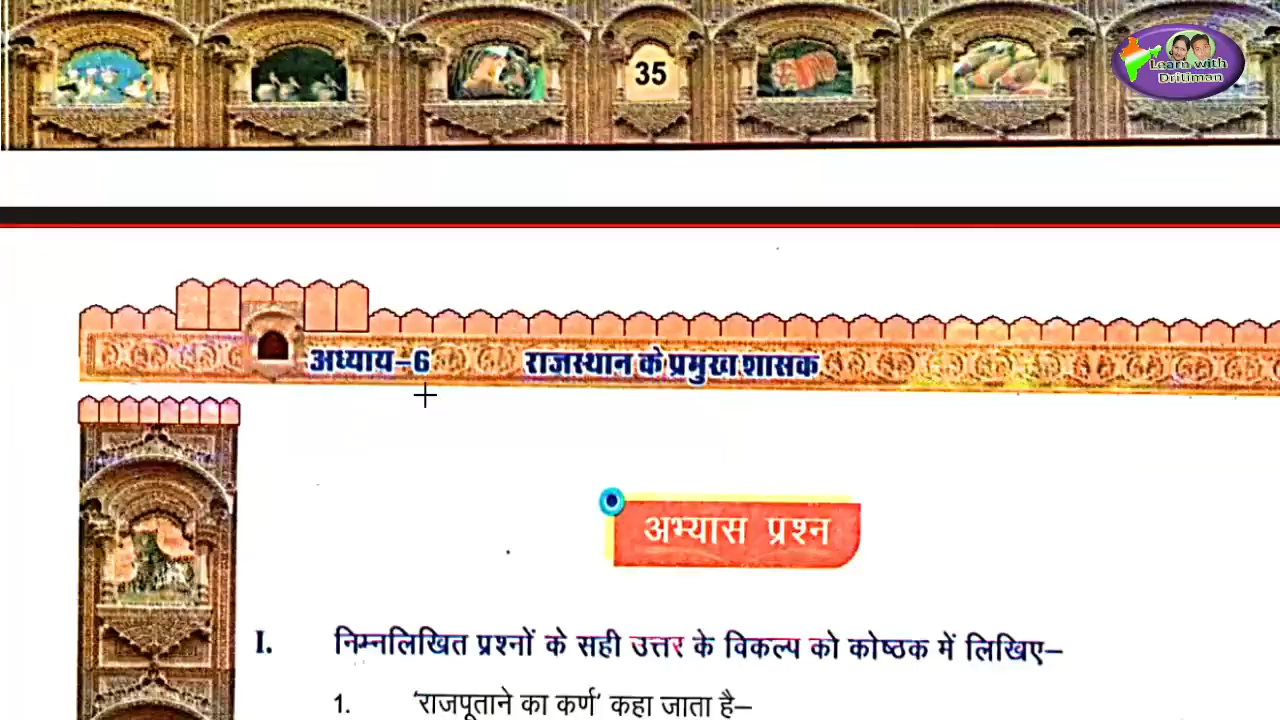 35
Learn with
Dritiman
अध्याय-6
राजस्थान के प्रमुख शासक
अभ्यास प्रश्न
I. निम्नलिखित प्रश्नों के सही उत्तर के विकल्प को कोष्ठक में लिखिए–
1. ‘राजपूताने का कर्ण’ कहा जाता है–